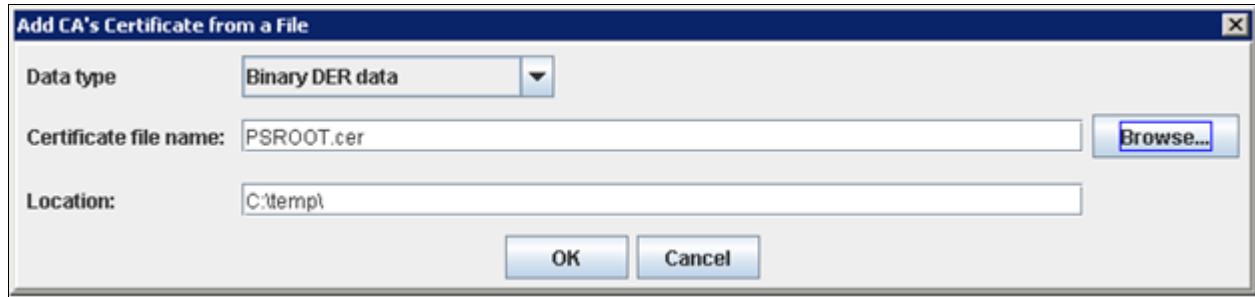 Add CA's Certificate from a File
Data type Binary DER data
Certificate file name: PSROOT.cer Browse...
Location: C:\temp\
OK Cancel